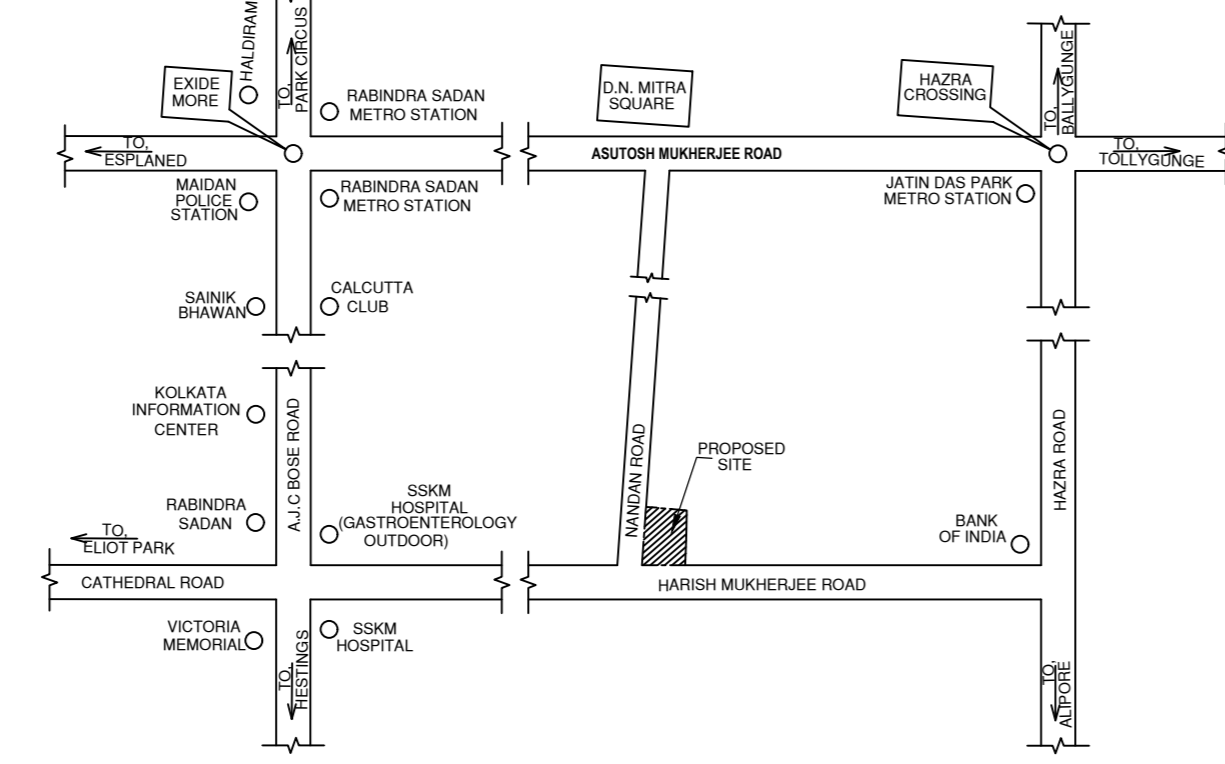 HALDIRAM
TO,
PARK CIRCUS
EXIDE
MORE
RABINDRA SADAN
METRO STATION
D.N. MITRA
SQUARE
HAZRA
CROSSING
TO,
BALLYGUNGE
TO,
ESPLANED
ASUTOSH MUKHERJEE ROAD
TO,
TOLLYGUNGE
MAIDAN
POLICE
STATION
RABINDRA SADAN
METRO STATION
JATIN DAS PARK
METRO STATION
SAINIK
BHAWAN
CALCUTTA
CLUB
KOLKATA
INFORMATION
CENTER
A.J.C BOSE ROAD
NANDAN ROAD
PROPOSED
SITE
HAZRA ROAD
RABINDRA
SADAN
SSKM
HOSPITAL
(GASTROENTEROLOGY
OUTDOOR)
BANK
OF INDIA
TO,
ELIOT PARK
CATHEDRAL ROAD
HARISH MUKHERJEE ROAD
VICTORIA
MEMORIAL
SSKM
HOSPITAL
TO,
HESTINGS
TO,
ALIPORE